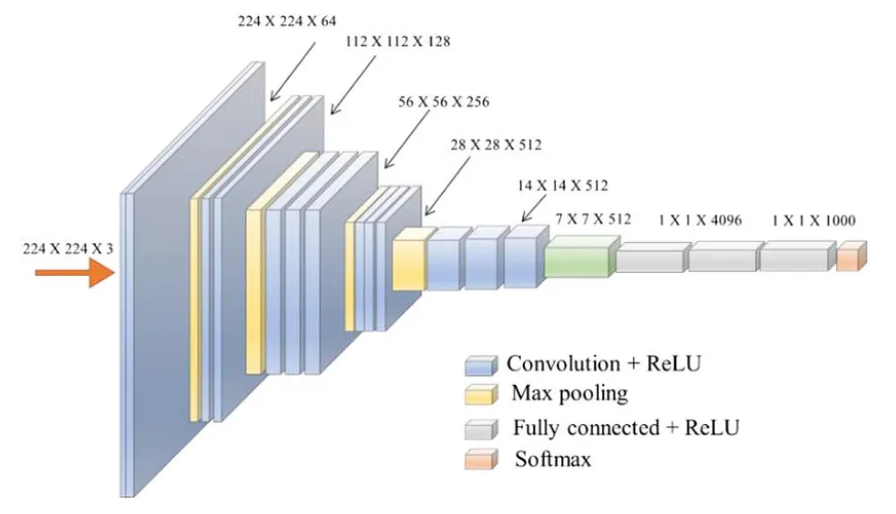 224 X 224 X 64
112 X 112 X 128
56 X 56 X 256
28 X 28 X 512
14 X 14 X 512
7 X 7 X 512
1 X 1 X 4096
1 X 1 X 1000
224 X 224 X 3
Convolution + ReLU
Max pooling
Fully connected + ReLU
Softmax